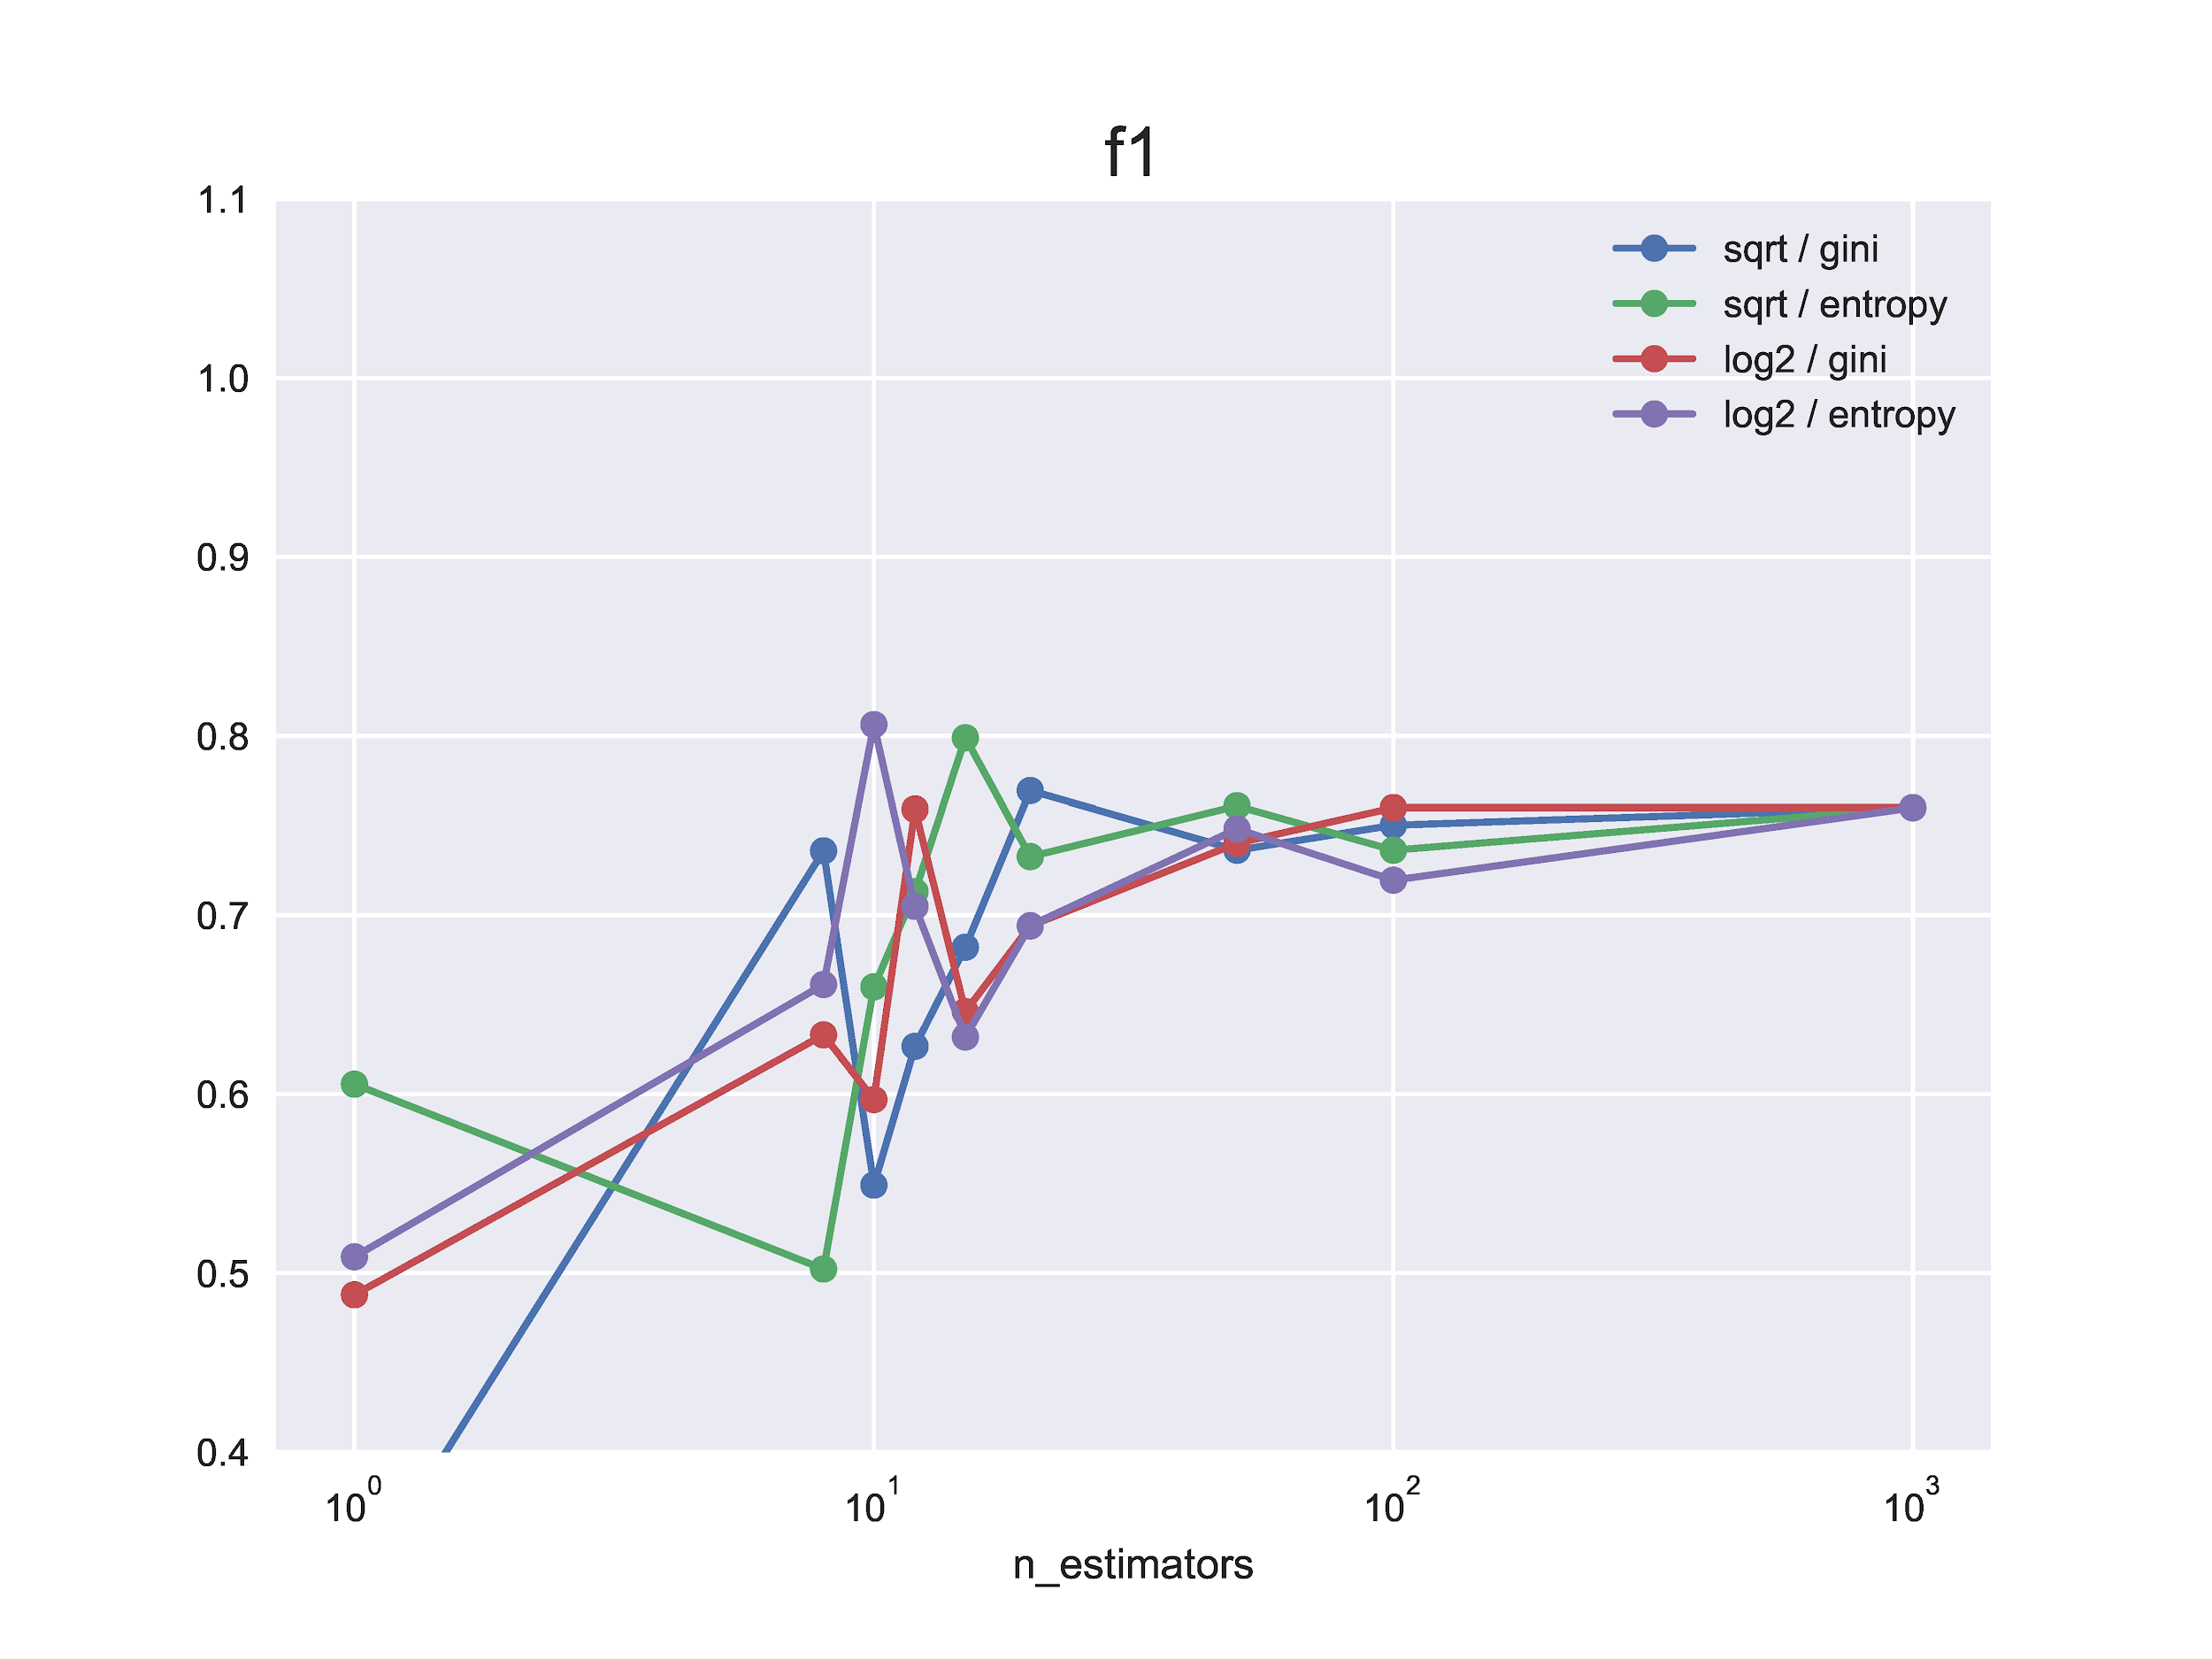 f1
1.1
1.0
0.9
0.8
0.7
0.6
0.5
0.4
sqrt / gini
sqrt / entropy
log2 / gini
log2 / entropy
10^0
10^1
10^2
10^3
n_estimators